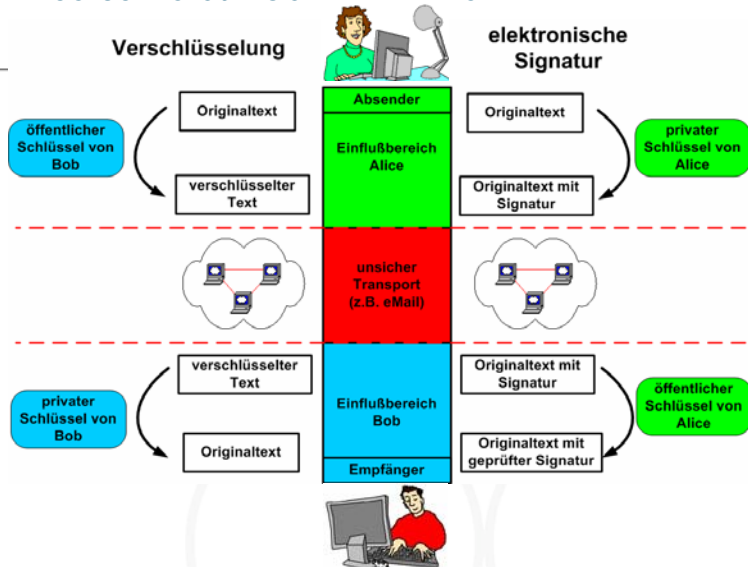 Verschlüsselung
elektronische
Signatur
Absender
Originaltext
öffentlicher
Schlüssel von
Bob
verschlüsselter
Text
Einflußbereich
Alice
Originaltext
privater
Schlüssel von
Alice
Originaltext mit
Signatur
unsicher
Transport
(z.B. eMail)
verschlüsselter
Text
privater
Schlüssel von
Bob
Originaltext
Einflußbereich
Bob
Empfänger
Originaltext mit
Signatur
öffentlicher
Schlüssel von
Alice
Originaltext mit
geprüfter Signatur